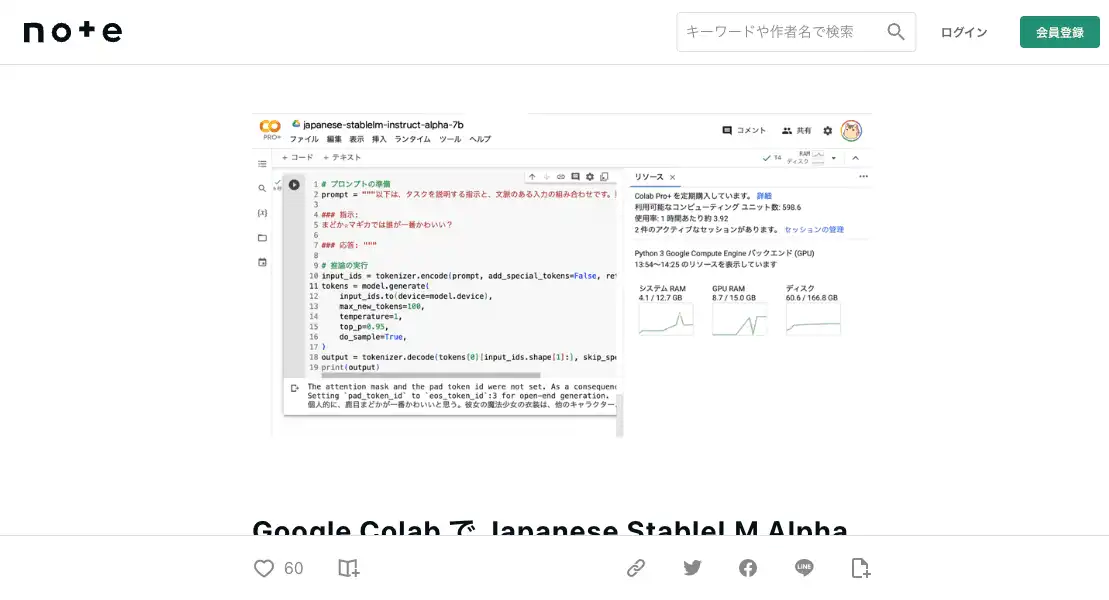 note
キーワードや作者名で検索
ログイン
会員登録
CO
PRO+
japanese-stablelm-instruct-alpha-7b
ファイル 編集 表示 挿入 ランタイム ツール ヘルプ
コメント 共有
+ コード + テキスト
14 RAM
ディスク
リソース ×
1 # プロンプトの準備
2 prompt = """以下は、タスクを説明する指示と、文脈のある入力の組み合わせです。
3
4 ### 指示:
5 まどか☆マギカでは誰が一番かわいい?
6
7 ### 応答: """
8
9 # 推論の実行
10 input_ids = tokenizer.encode(prompt, add_special_tokens=False, ret
11 tokens = model.generate(
12 input_ids.to(device=model.device),
13 max_new_tokens=100,
14 temperature=1,
15 top_p=0.95,
16 do_sample=True,
17 )
18 output = tokenizer.decode(tokens[0][input_ids.shape[1]:], skip_spe
19 print(output)
The attention mask and the pad token id were not set. As a consequenc
Setting `pad_token_id` to `eos_token_id`:3 for open-end generation.
個人的に、鹿目まどかが一番かわいいと思う。彼女の魔法少女の衣装は、他のキャラクター
Colab Pro+ を定期購入しています。 詳細
利用可能なコンピューティング ユニット数: 598.6
使用率: 1 時間あたり約 3.92
2 件のアクティブなセッションがあります。 セッションの管理
Python 3 Google Compute Engine バックエンド (GPU)
13:54～14:25 のリソースを表示しています
システム RAM
4.1 / 12.7 GB
GPU RAM
8.7 / 15.0 GB
ディスク
60.6 / 166.8 GB
Google Colab で Japanese StableLM Alpha
60
LINE